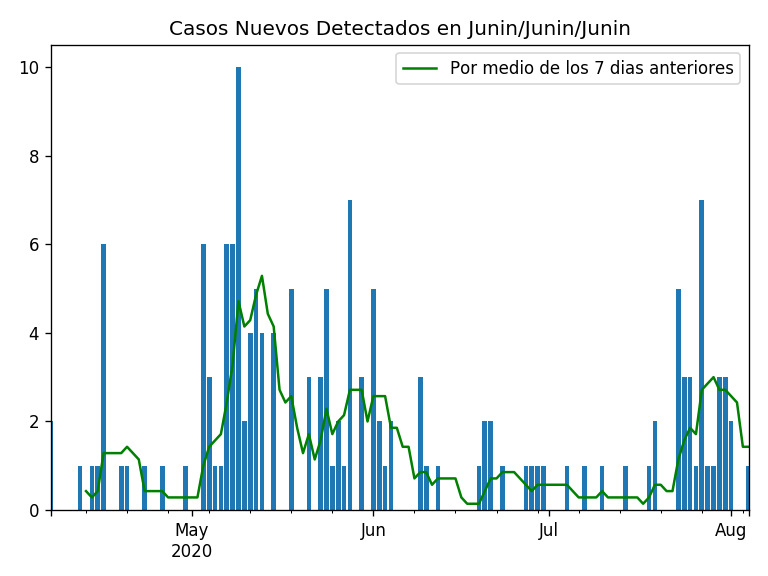 Casos Nuevos Detectados en Junin/Junin/Junin
Por medio de los 7 dias anteriores
10
8
6
4
2
0
May
2020
Jun
Jul
Aug